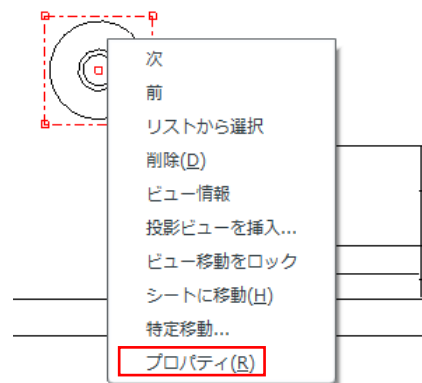 次
前
リストから選択
削除(D)
ビュー情報
投影ビューを挿入...
ビュー移動をロック
シートに移動(H)
特定移動...
プロパティ(R)